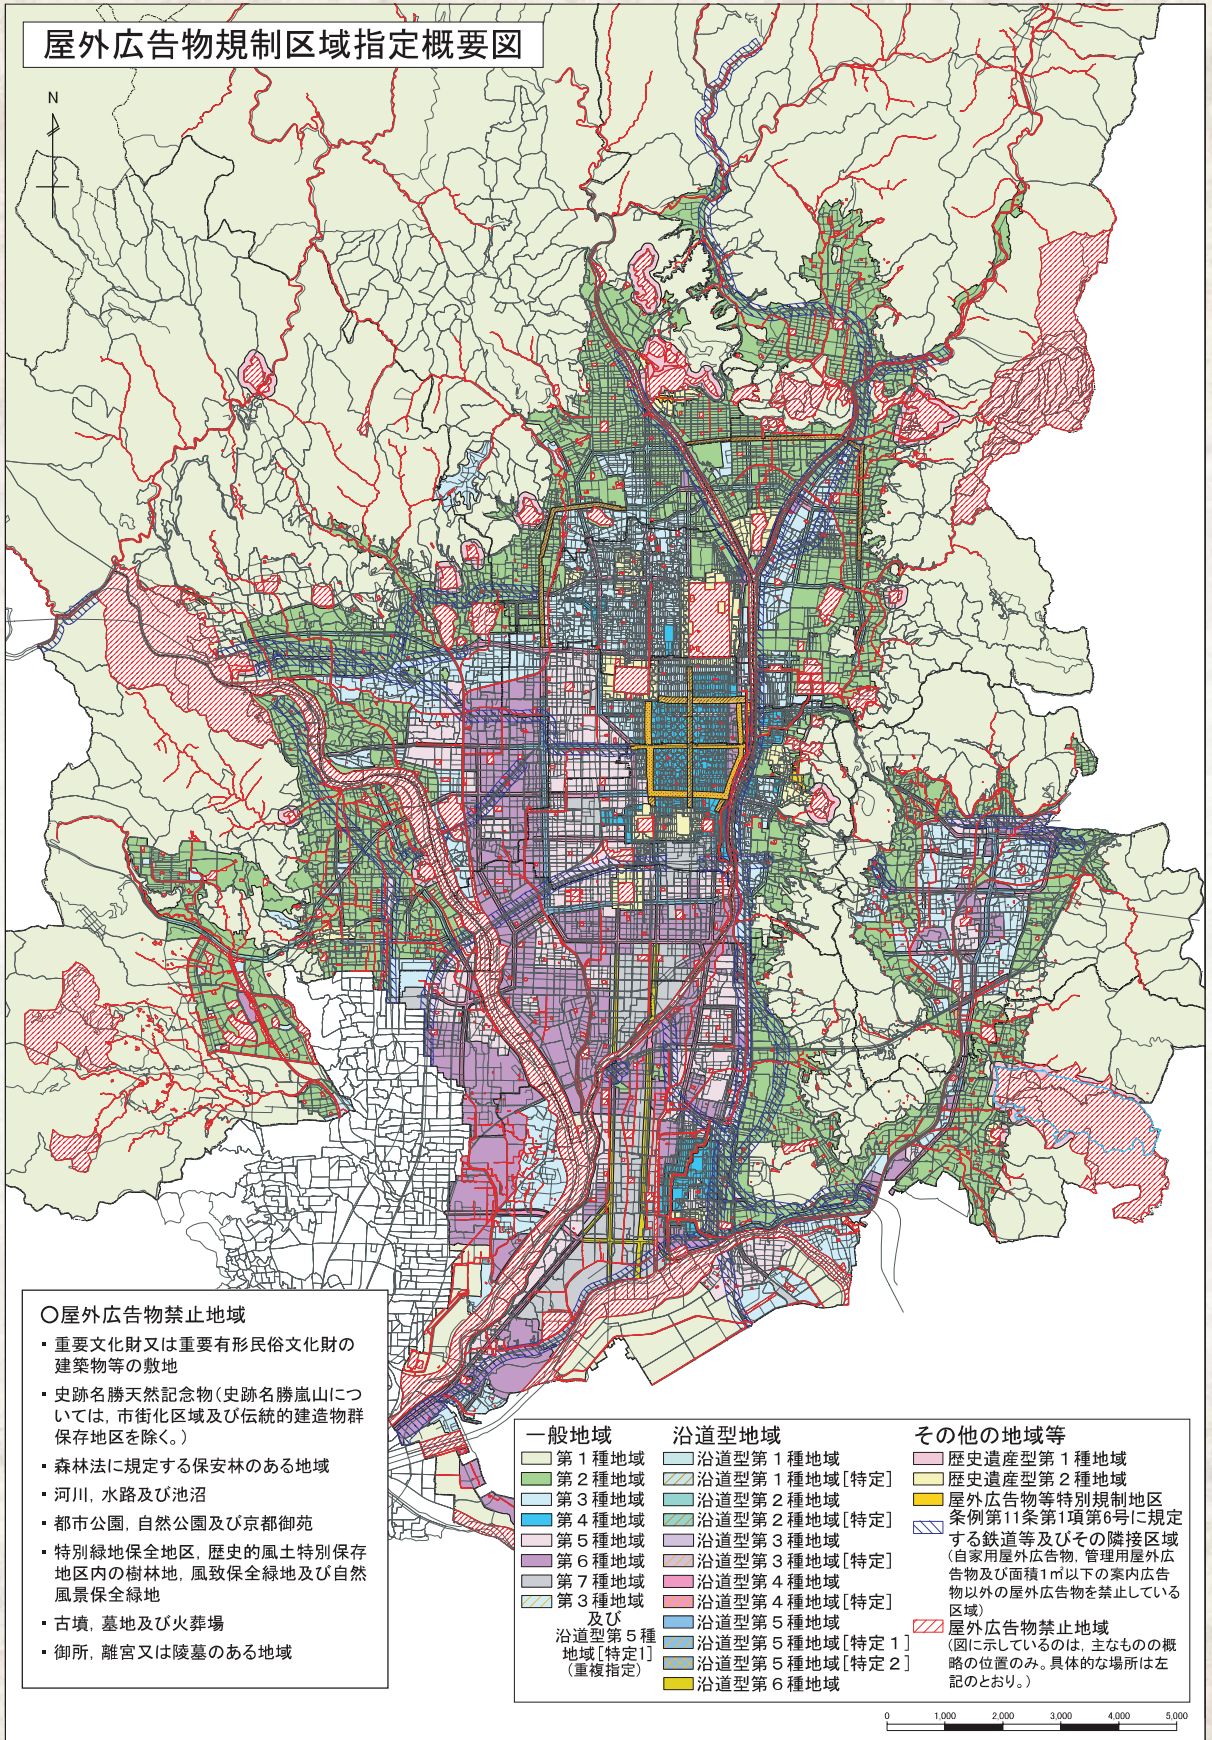 屋外広告物規制区域指定概要図
N
〇屋外広告物禁止地域
・重要文化財又は重要有形民俗文化財の
建築物等の敷地
・史跡名勝天然記念物(史跡名勝嵐山につ
いては,市街化区域及び伝統的建造物群
保存地区を除く。)
・森林法に規定する保安林のある地域
・河川,水路及び池沼
・都市公園,自然公園及び京都御苑
・特別緑地保全地区,歴史的風土特別保存
地区内の樹林地,風致保全緑地及び自然
風景保全緑地
・古墳,墓地及び火葬場
・御所,離宮又は陵墓のある地域
一般地域
第1種地域
第2種地域
第3種地域
第4種地域
第5種地域
第6種地域
第7種地域
第3種地域
及び
沿道型第5種
地域[特定1]
(重複指定)
沿道型地域
沿道型第1種地域
沿道型第1種地域[特定]
沿道型第2種地域
沿道型第2種地域[特定]
沿道型第3種地域
沿道型第3種地域[特定]
沿道型第4種地域
沿道型第4種地域[特定]
沿道型第5種地域
沿道型第5種地域[特定1]
沿道型第5種地域[特定2]
沿道型第6種地域
その他の地域等
歴史遺産型第1種地域
歴史遺産型第2種地域
屋外広告物等特別規制地区
条例第11条第1項第6号に規定
する鉄道等及びその隣接区域
(自家用屋外広告物,管理用屋外広
告物及び面積1㎡以下の案内広告
物以外の屋外広告物を禁止している
区域)
屋外広告物禁止地域
(図に示しているのは,主なものの概
略の位置のみ。具体的な場所は左
記のとおり。)
0 1,000 2,000 3,000 4,000 5,000